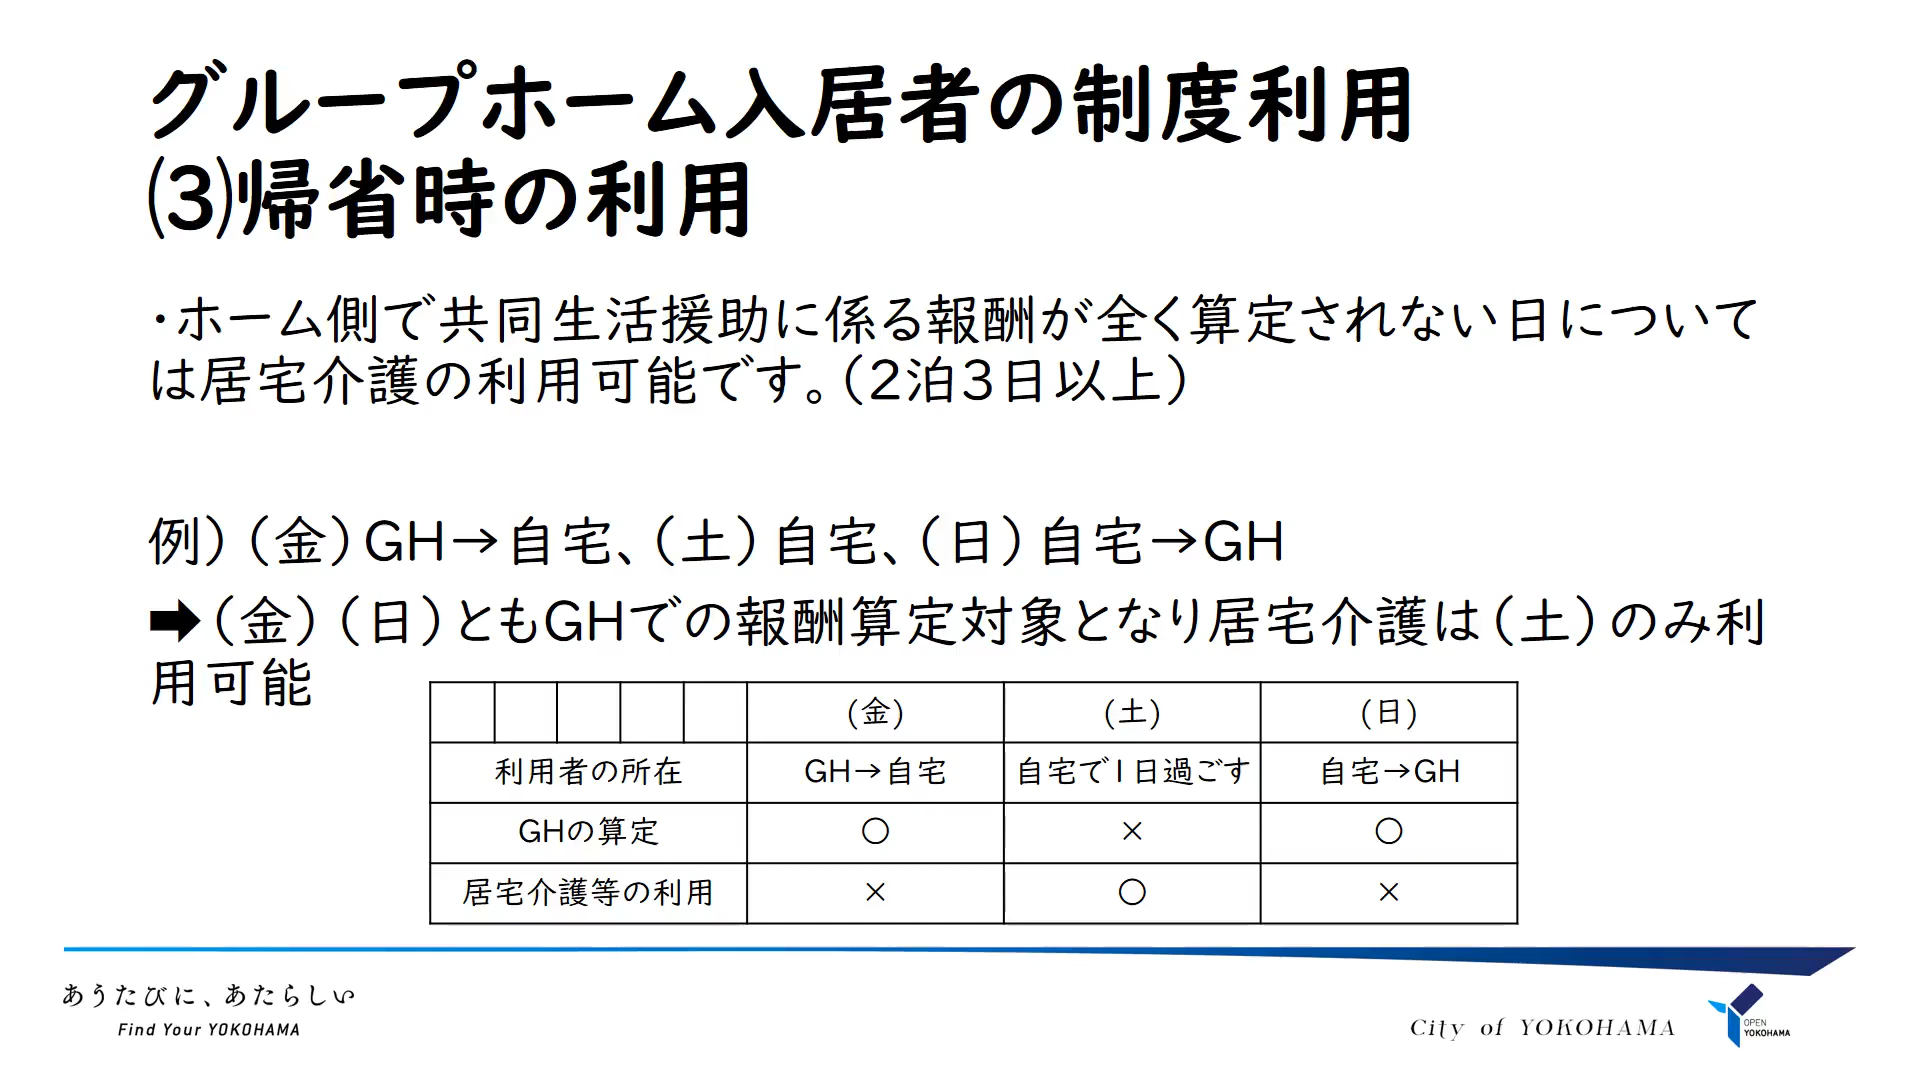 グループホーム入居者の制度利用
⑶帰省時の利用
・ホーム側で共同生活援助に係る報酬が全く算定されない日について
は居宅介護の利用可能です。（２泊３日以上）
例）（金）GH→自宅、（土）自宅、（日）自宅→GH
➡（金）（日）ともGHでの報酬算定対象となり居宅介護は（土）のみ利
用可能
（金） （土） （日）
利用者の所在 GH→自宅 自宅で1日過ごす 自宅→GH
GHの算定 〇 × 〇
居宅介護等の利用 × 〇 ×
あうたびに、あたらしい
Find Your YOKOHAMA
City of YOKOHAMA
OPEN
YOKOHAMA